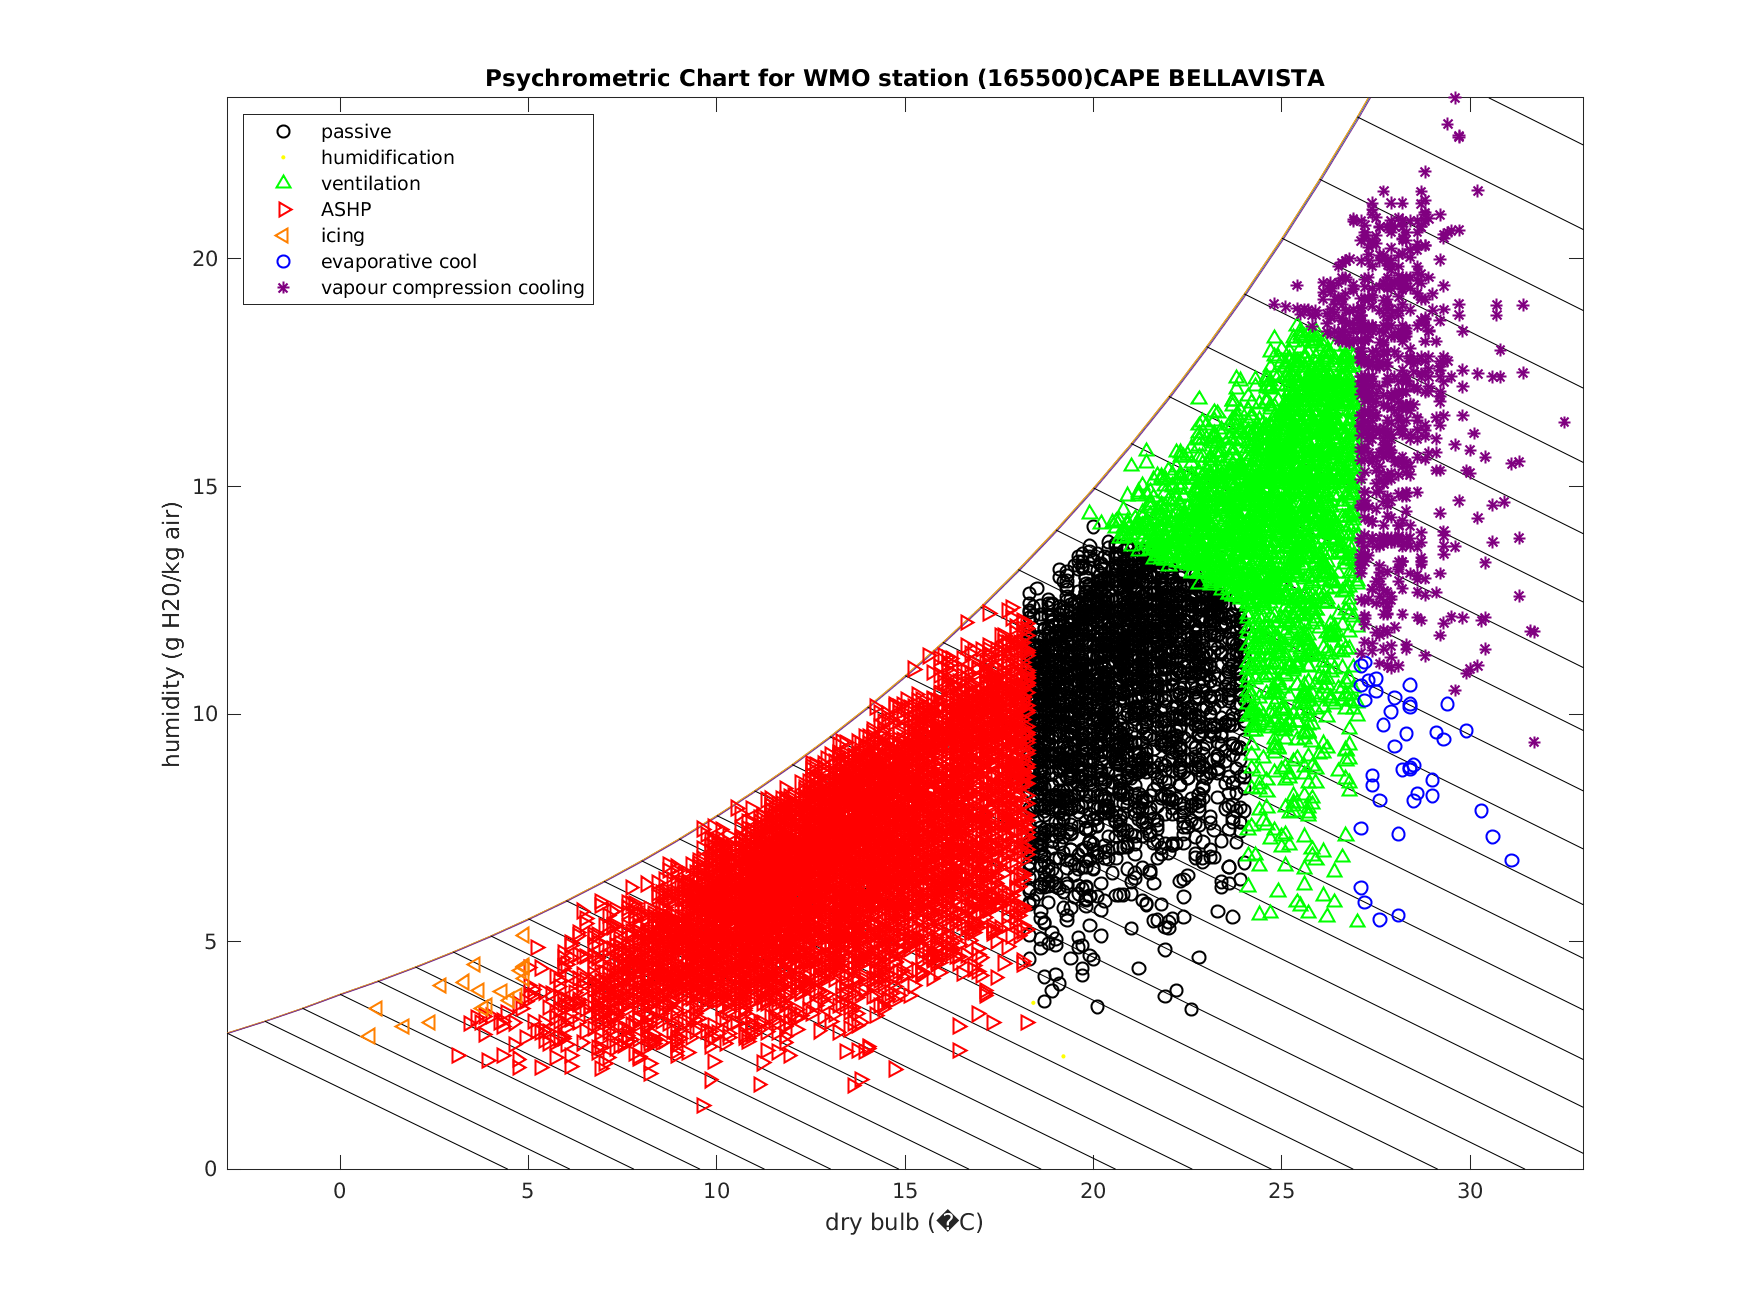 Psychrometric Chart for WMO station (165500)CAPE BELLAVISTA
passive
humidification
ventilation
ASHP
icing
evaporative cool
vapour compression cooling
humidity (g H20/kg air)
20
15
10
5
0
0 5 10 15 20 25 30
dry bulb (�C)